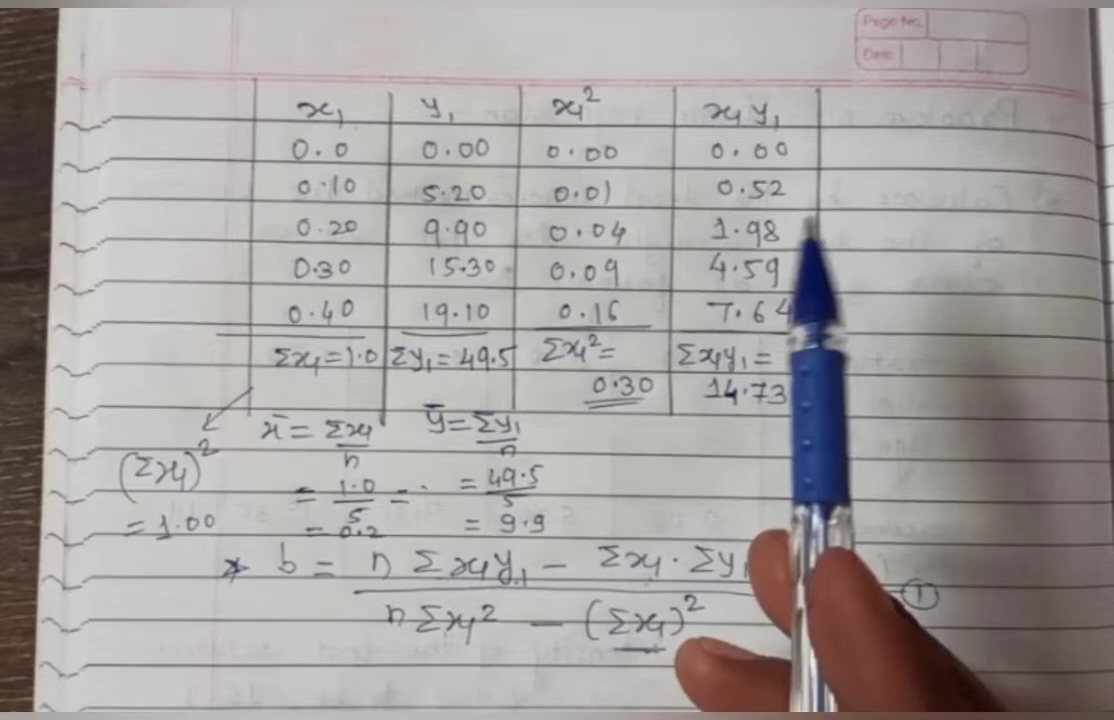 Page No.
Date
x₁ y₁ x₁² x₁y₁
0.0 0.00 0.00 0.00
0.10 5.20 0.01 0.52
0.20 9.90 0.04 1.98
0.30 15.30 0.09 4.59
0.40 19.10 0.16 7.64
Σx₁=1.0 Σy₁=49.5 Σx₁²= Σx₁y₁=
0.30 14.73
x̄ = Σx₁/n ȳ = Σy₁/n
(Σx₁)² = 1.0/5 = 49.5/5
= 1.00 = 0.2 = 9.9
* b = n Σx₁y₁ − Σx₁ · Σy₁ / n Σx₁² − (Σx₁)² ①